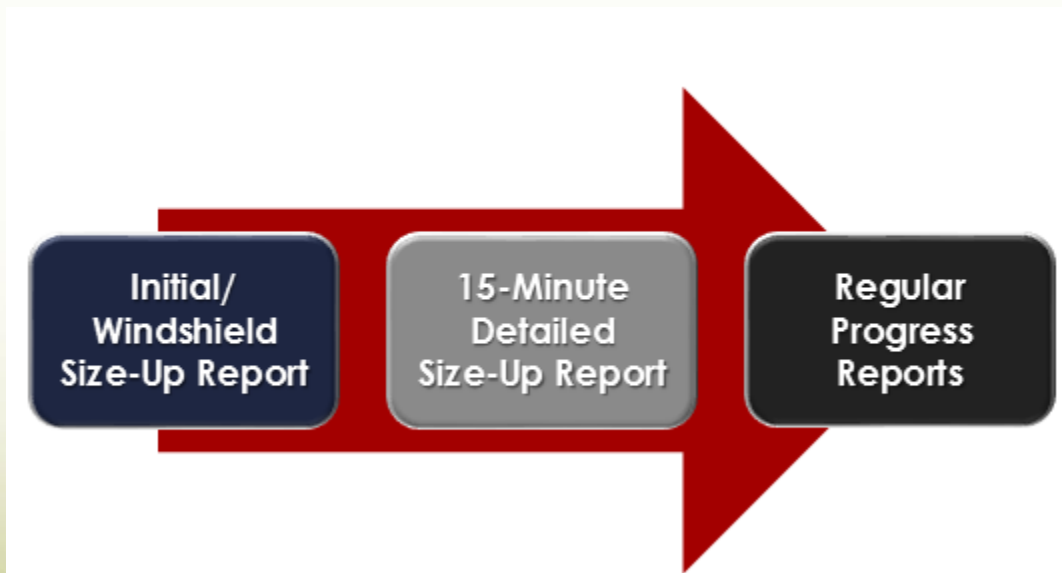 Initial/
Windshield
Size-Up Report
15-Minute
Detailed
Size-Up Report
Regular
Progress
Reports